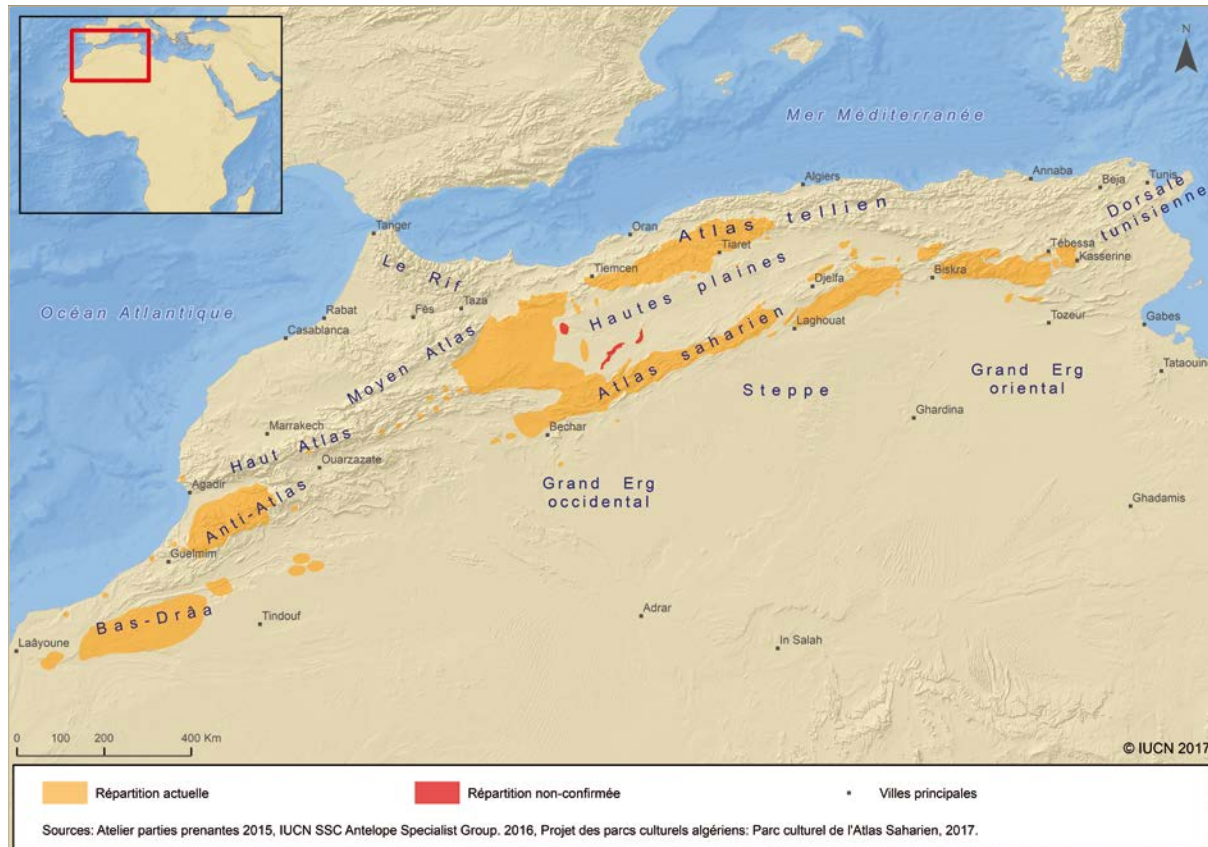 N
Mer Méditerranée
Algiers
Annaba
Beja
Tunis
Dorsale
tunisienne
Tanger
Oran
Atlas tellien
Tiaret
Tébessa
Kasserine
Le Rif
Tlemcen
Hautes plaines
Djelfa
Biskra
Océan Atlantique
Rabat
Fès
Taza
Casablanca
Moyen Atlas
Laghouat
Tozeur
Gabes
Atlas saharien
Tataouine
Steppe
Grand Erg
oriental
Marrakech
Haut Atlas
Bechar
Ghardina
Ouarzazate
Agadir
Anti-Atlas
Grand Erg
occidental
Ghadamis
Guelmim
Bas-Drâa
Tindouf
Adrar
In Salah
Laâyoune
0 100 200 400 Km
© IUCN 2017
Répartition actuelle
Répartition non-confirmée
Villes principales
Sources: Atelier parties prenantes 2015, IUCN SSC Antelope Specialist Group. 2016, Projet des parcs culturels algériens: Parc culturel de l'Atlas Saharien, 2017.